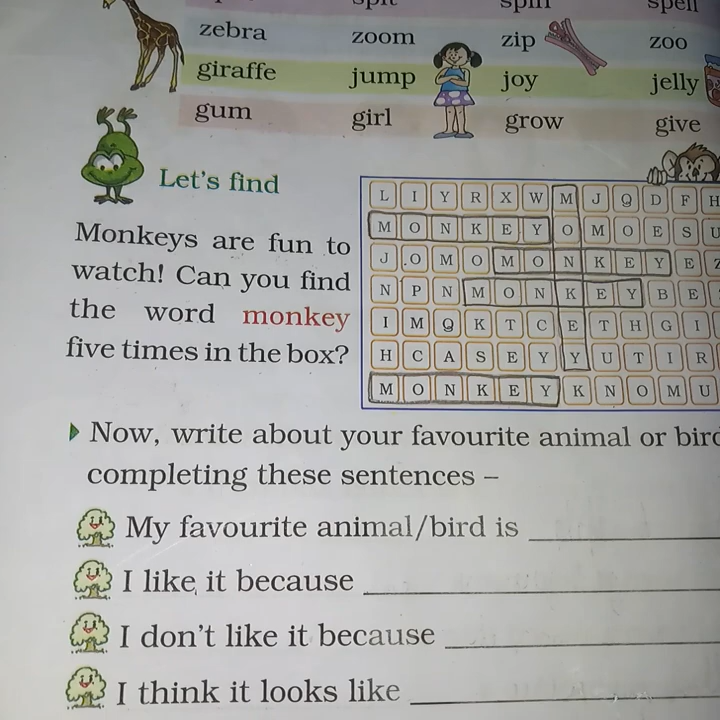 spit spin spell
zebra zoom zip zoo
giraffe jump joy jelly
gum girl grow give
Let's find
Monkeys are fun to
watch! Can you find
the word monkey
five times in the box?
L I Y R X W M J Q D F H
M O N K E Y O M O E S U
J O M O M O N K E Y E Z
N P N M O N K E Y B E
I M Q K T C E T H G I
H C A S E Y Y U T I R
M O N K E Y K N O M U
Now, write about your favourite animal or bird
completing these sentences –
My favourite animal/bird is
I like it because
I don't like it because
I think it looks like